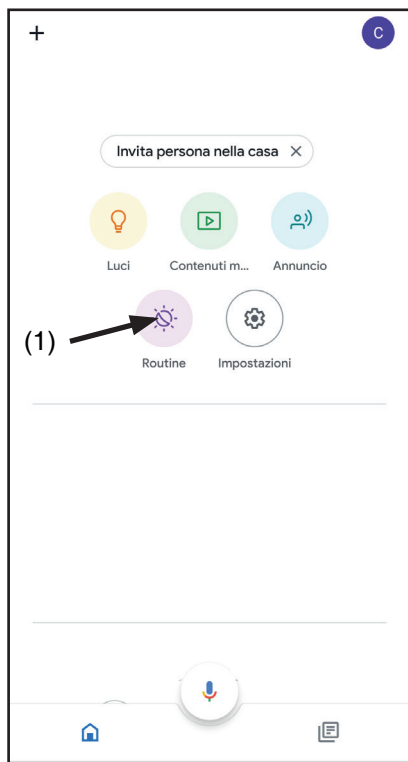 C
Invita persona nella casa
Luci
Contenuti m...
Annuncio
(1)
Routine
Impostazioni